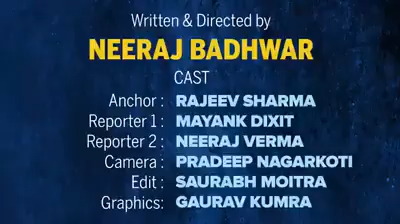 Written & Directed by
NEERAJ BADHWAR
CAST
Anchor : RAJEEV SHARMA
Reporter 1 : MAYANK DIXIT
Reporter 2 : NEERAJ VERMA
Camera : PRADEEP NAGARKOTI
Edit : SAURABH MOITRA
Graphics: GAURAV KUMRA